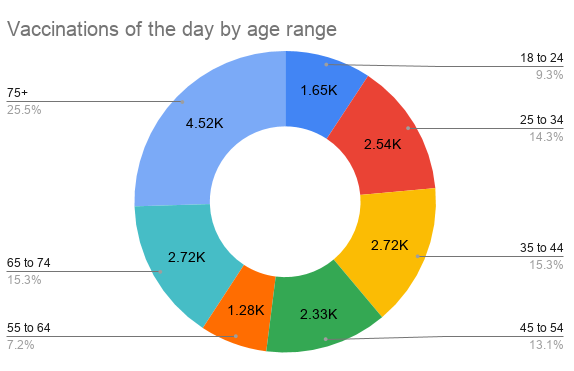 Vaccinations of the day by age range
18 to 24
9.3%
25 to 34
14.3%
35 to 44
15.3%
45 to 54
13.1%
55 to 64
7.2%
65 to 74
15.3%
75+
25.5%
1.65K
2.54K
2.72K
2.33K
1.28K
2.72K
4.52K